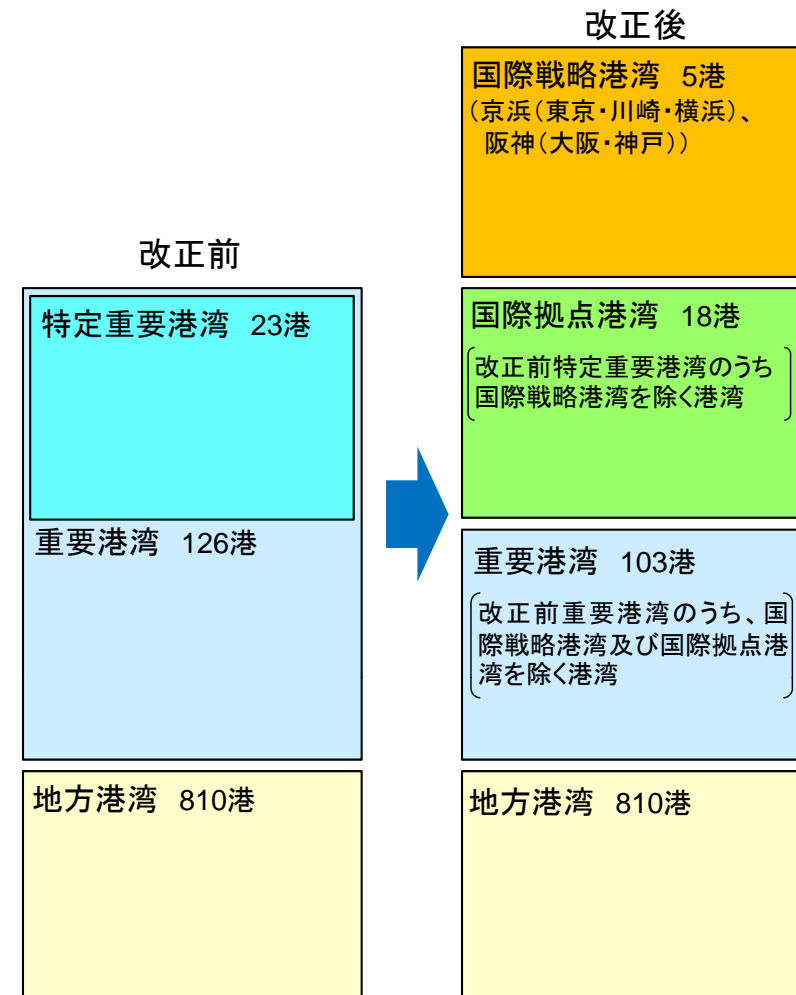 改正前
特定重要港湾 23港
重要港湾 126港
地方港湾 810港
改正後
国際戦略港湾 5港
(京浜(東京・川崎・横浜)、
阪神(大阪・神戸))
国際拠点港湾 18港
改正前特定重要港湾のうち
国際戦略港湾を除く港湾
重要港湾 103港
改正前重要港湾のうち、国
際戦略港湾及び国際拠点港
湾を除く港湾
地方港湾 810港